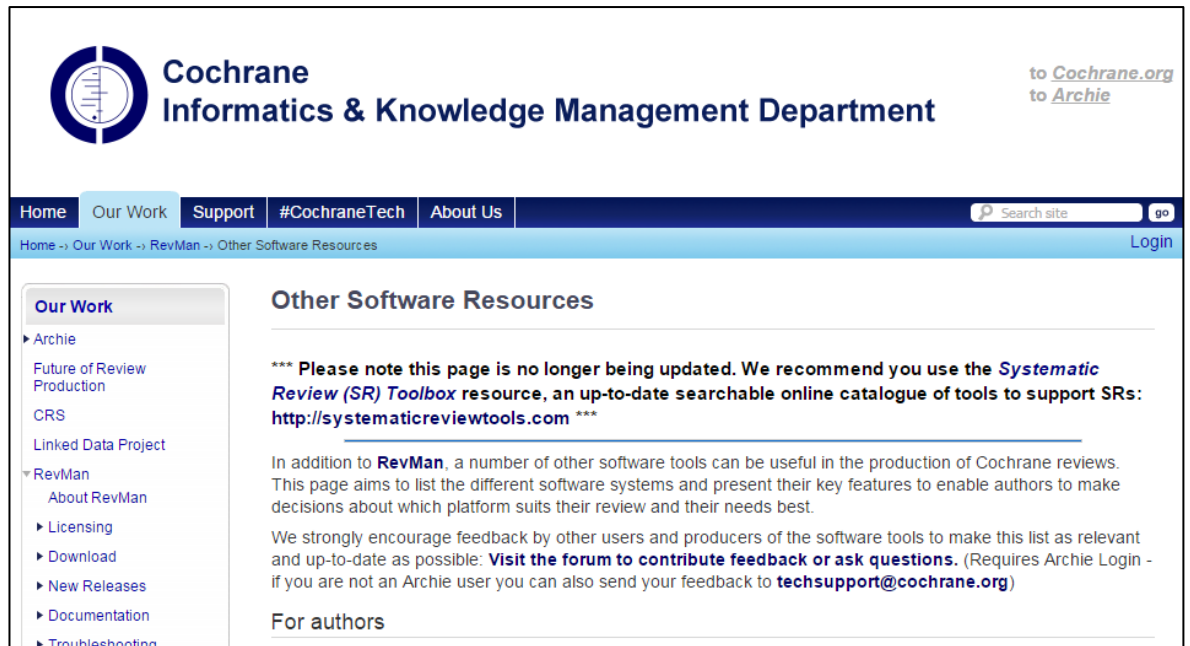 Cochrane
Informatics & Knowledge Management Department
to Cochrane.org
to Archie
Home Our Work Support #CochraneTech About Us Search site go
Home -› Our Work -› RevMan -› Other Software Resources Login
Our Work
Archie
Future of Review
Production
CRS
Linked Data Project
RevMan
About RevMan
Licensing
Download
New Releases
Documentation
Troubleshooting
Other Software Resources
*** Please note this page is no longer being updated. We recommend you use the Systematic
Review (SR) Toolbox resource, an up-to-date searchable online catalogue of tools to support SRs:
http://systematicreviewtools.com ***
In addition to RevMan, a number of other software tools can be useful in the production of Cochrane reviews.
This page aims to list the different software systems and present their key features to enable authors to make
decisions about which platform suits their review and their needs best.
We strongly encourage feedback by other users and producers of the software tools to make this list as relevant
and up-to-date as possible: Visit the forum to contribute feedback or ask questions. (Requires Archie Login -
if you are not an Archie user you can also send your feedback to techsupport@cochrane.org)
For authors